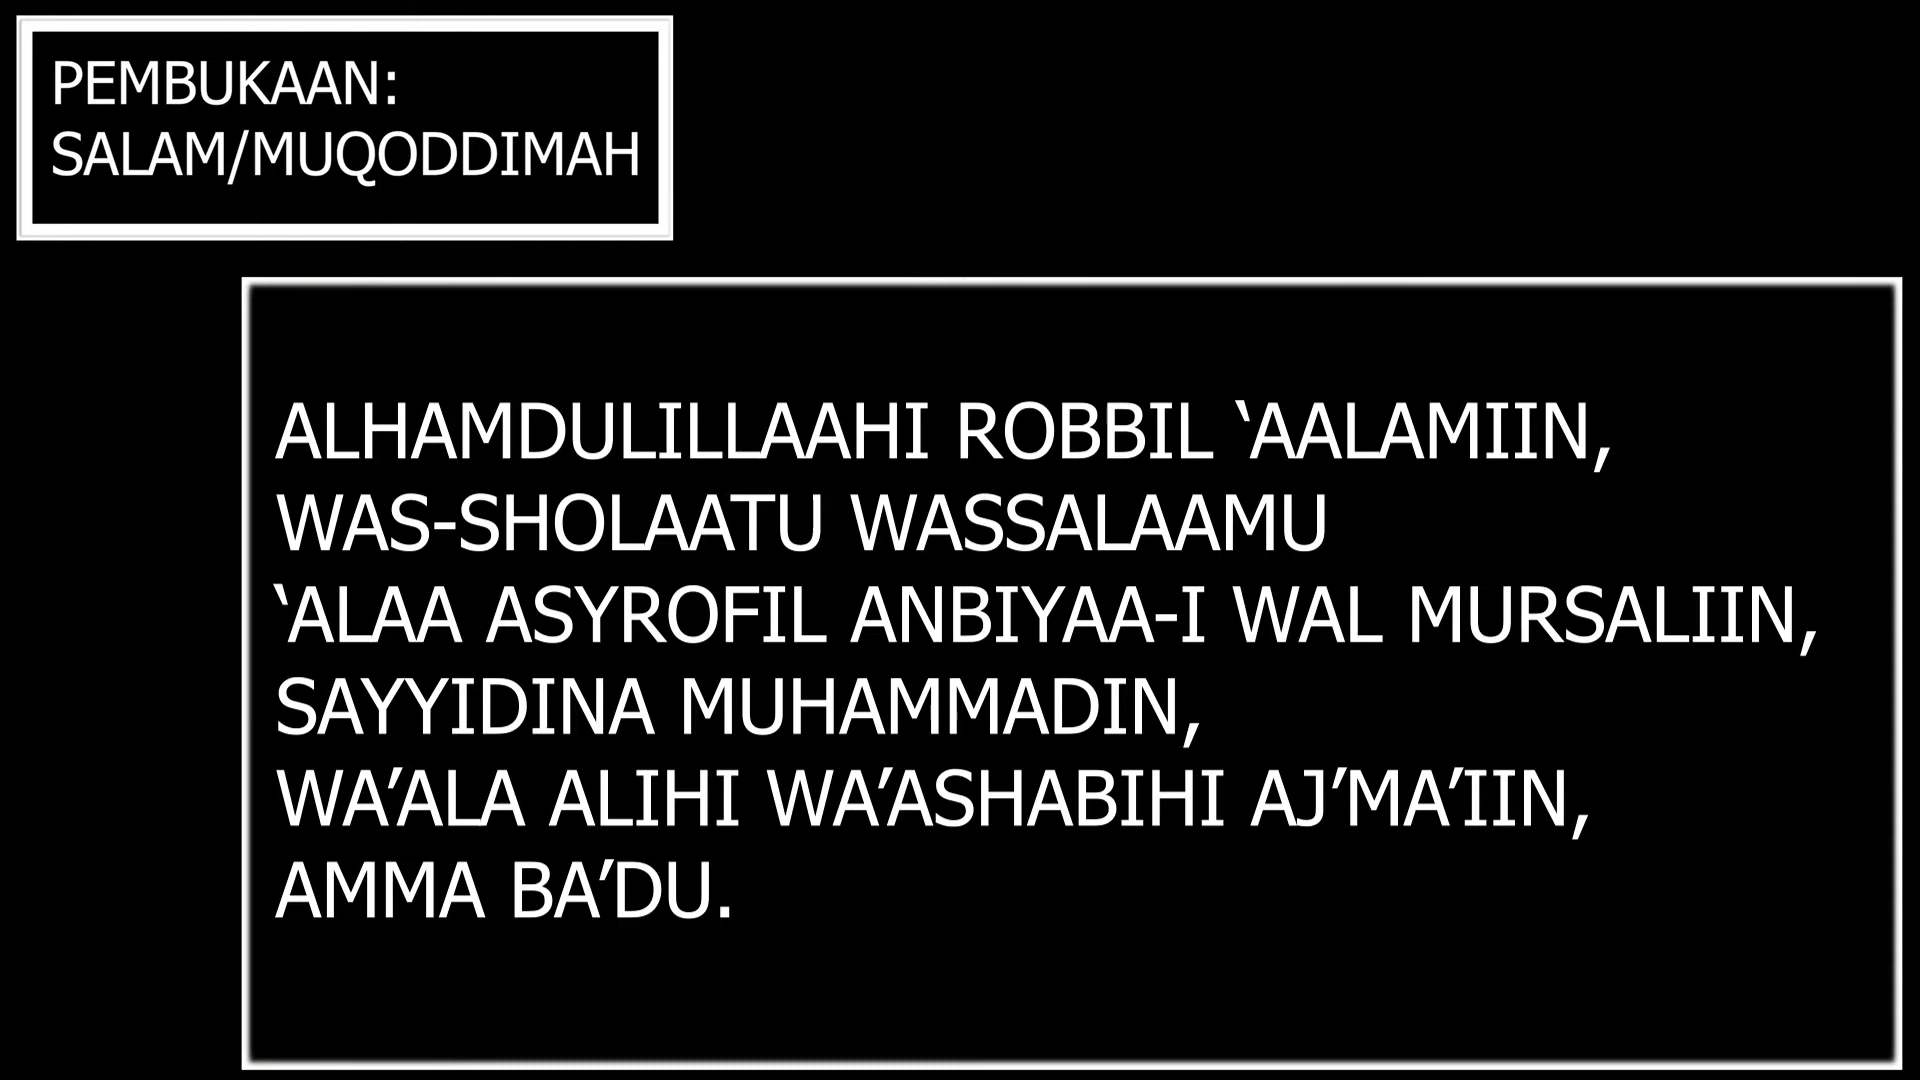 PEMBUKAAN:
SALAM/MUQODDIMAH
ALHAMDULILLAAHI ROBBIL ‘AALAMIIN,
WAS-SHOLAATU WASSALAAMU
‘ALAA ASYROFIL ANBIYAA-I WAL MURSALIIN,
SAYYIDINA MUHAMMADIN,
WA’ALA ALIHI WA’ASHABIHI AJ’MA’IIN,
AMMA BA’DU.